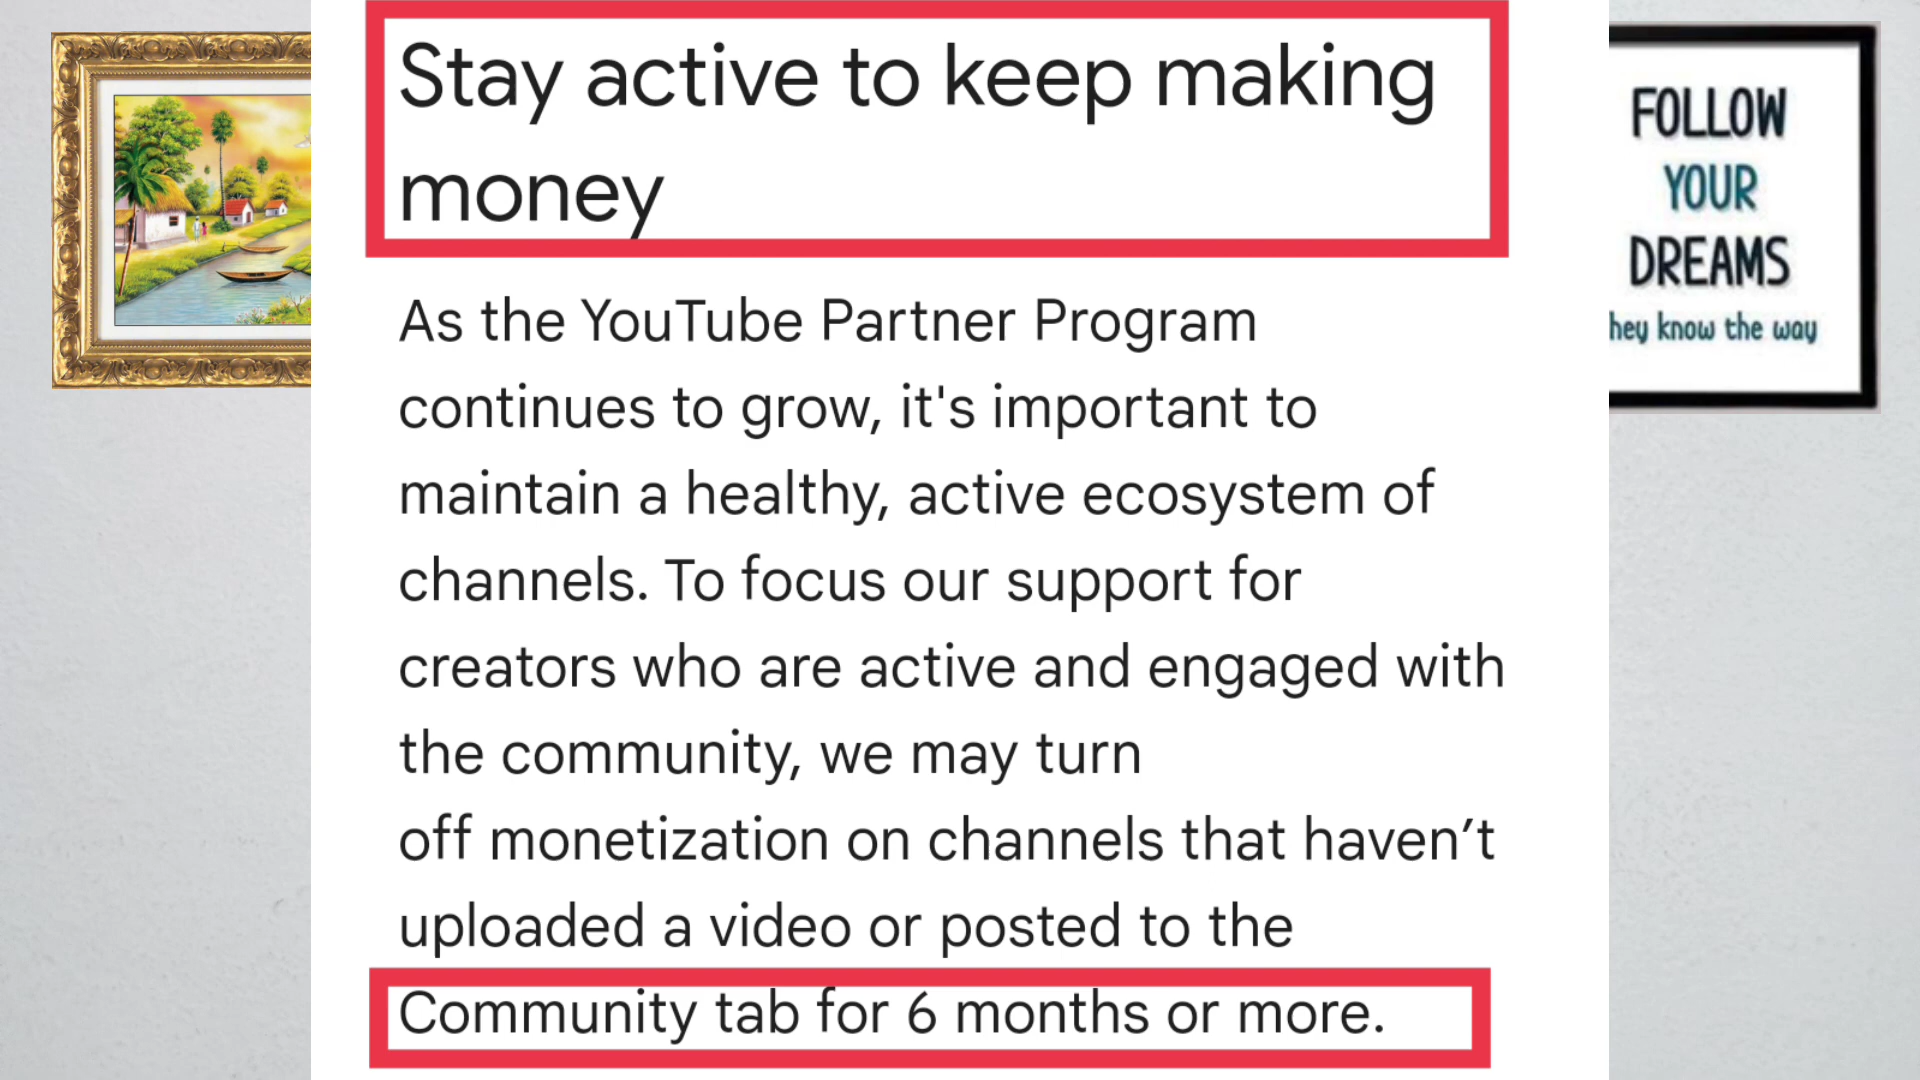 Stay active to keep making
money
As the YouTube Partner Program
continues to grow, it's important to
maintain a healthy, active ecosystem of
channels. To focus our support for
creators who are active and engaged with
the community, we may turn
off monetization on channels that haven’t
uploaded a video or posted to the
Community tab for 6 months or more.
FOLLOW
YOUR
DREAMS
hey know the way